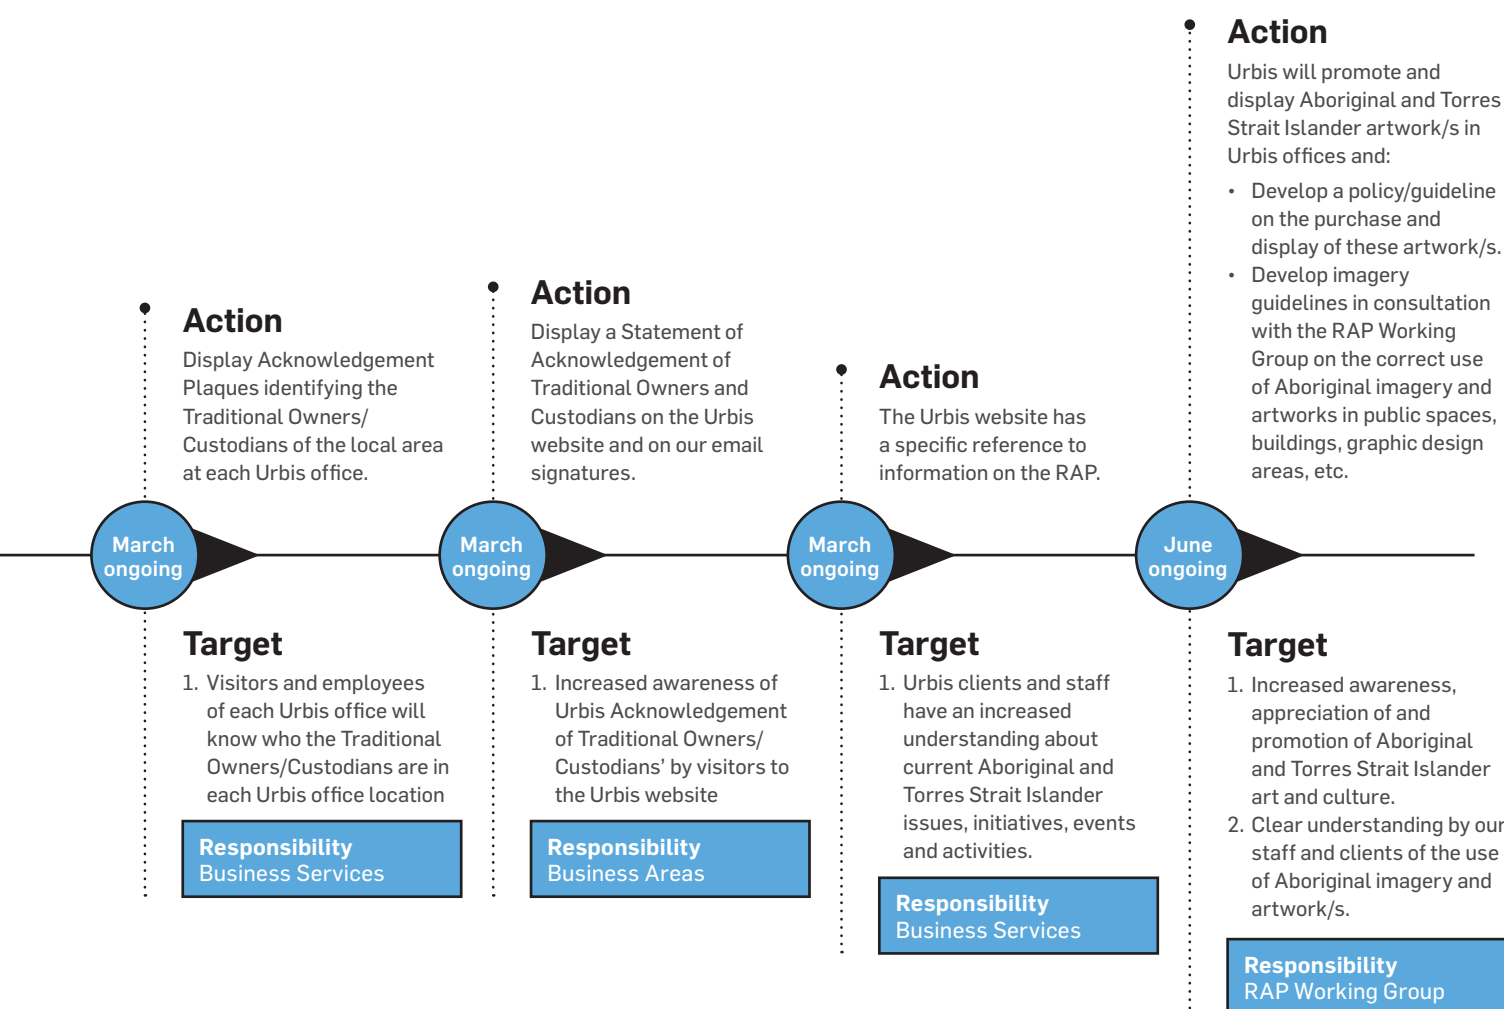 Action
Display Acknowledgement
Plaques identifying the
Traditional Owners/
Custodians of the local area
at each Urbis office.
March
ongoing
Target
1. Visitors and employees
of each Urbis office will
know who the Traditional
Owners/Custodians are in
each Urbis office location
Responsibility
Business Services
Action
Display a Statement of
Acknowledgement of
Traditional Owners and
Custodians on the Urbis
website and on our email
signatures.
March
ongoing
Target
1. Increased awareness of
Urbis Acknowledgement
of Traditional Owners/
Custodians’ by visitors to
the Urbis website
Responsibility
Business Areas
Action
The Urbis website has
a specific reference to
information on the RAP.
March
ongoing
Target
1. Urbis clients and staff
have an increased
understanding about
current Aboriginal and
Torres Strait Islander
issues, initiatives, events
and activities.
Responsibility
Business Services
Action
Urbis will promote and
display Aboriginal and Torres
Strait Islander artwork/s in
Urbis offices and:
• Develop a policy/guideline
on the purchase and
display of these artwork/s.
• Develop imagery
guidelines in consultation
with the RAP Working
Group on the correct use
of Aboriginal imagery and
artworks in public spaces,
buildings, graphic design
areas, etc.
June
ongoing
Target
1. Increased awareness,
appreciation of and
promotion of Aboriginal
and Torres Strait Islander
art and culture.
2. Clear understanding by our
staff and clients of the use
of Aboriginal imagery and
artwork/s.
Responsibility
RAP Working Group